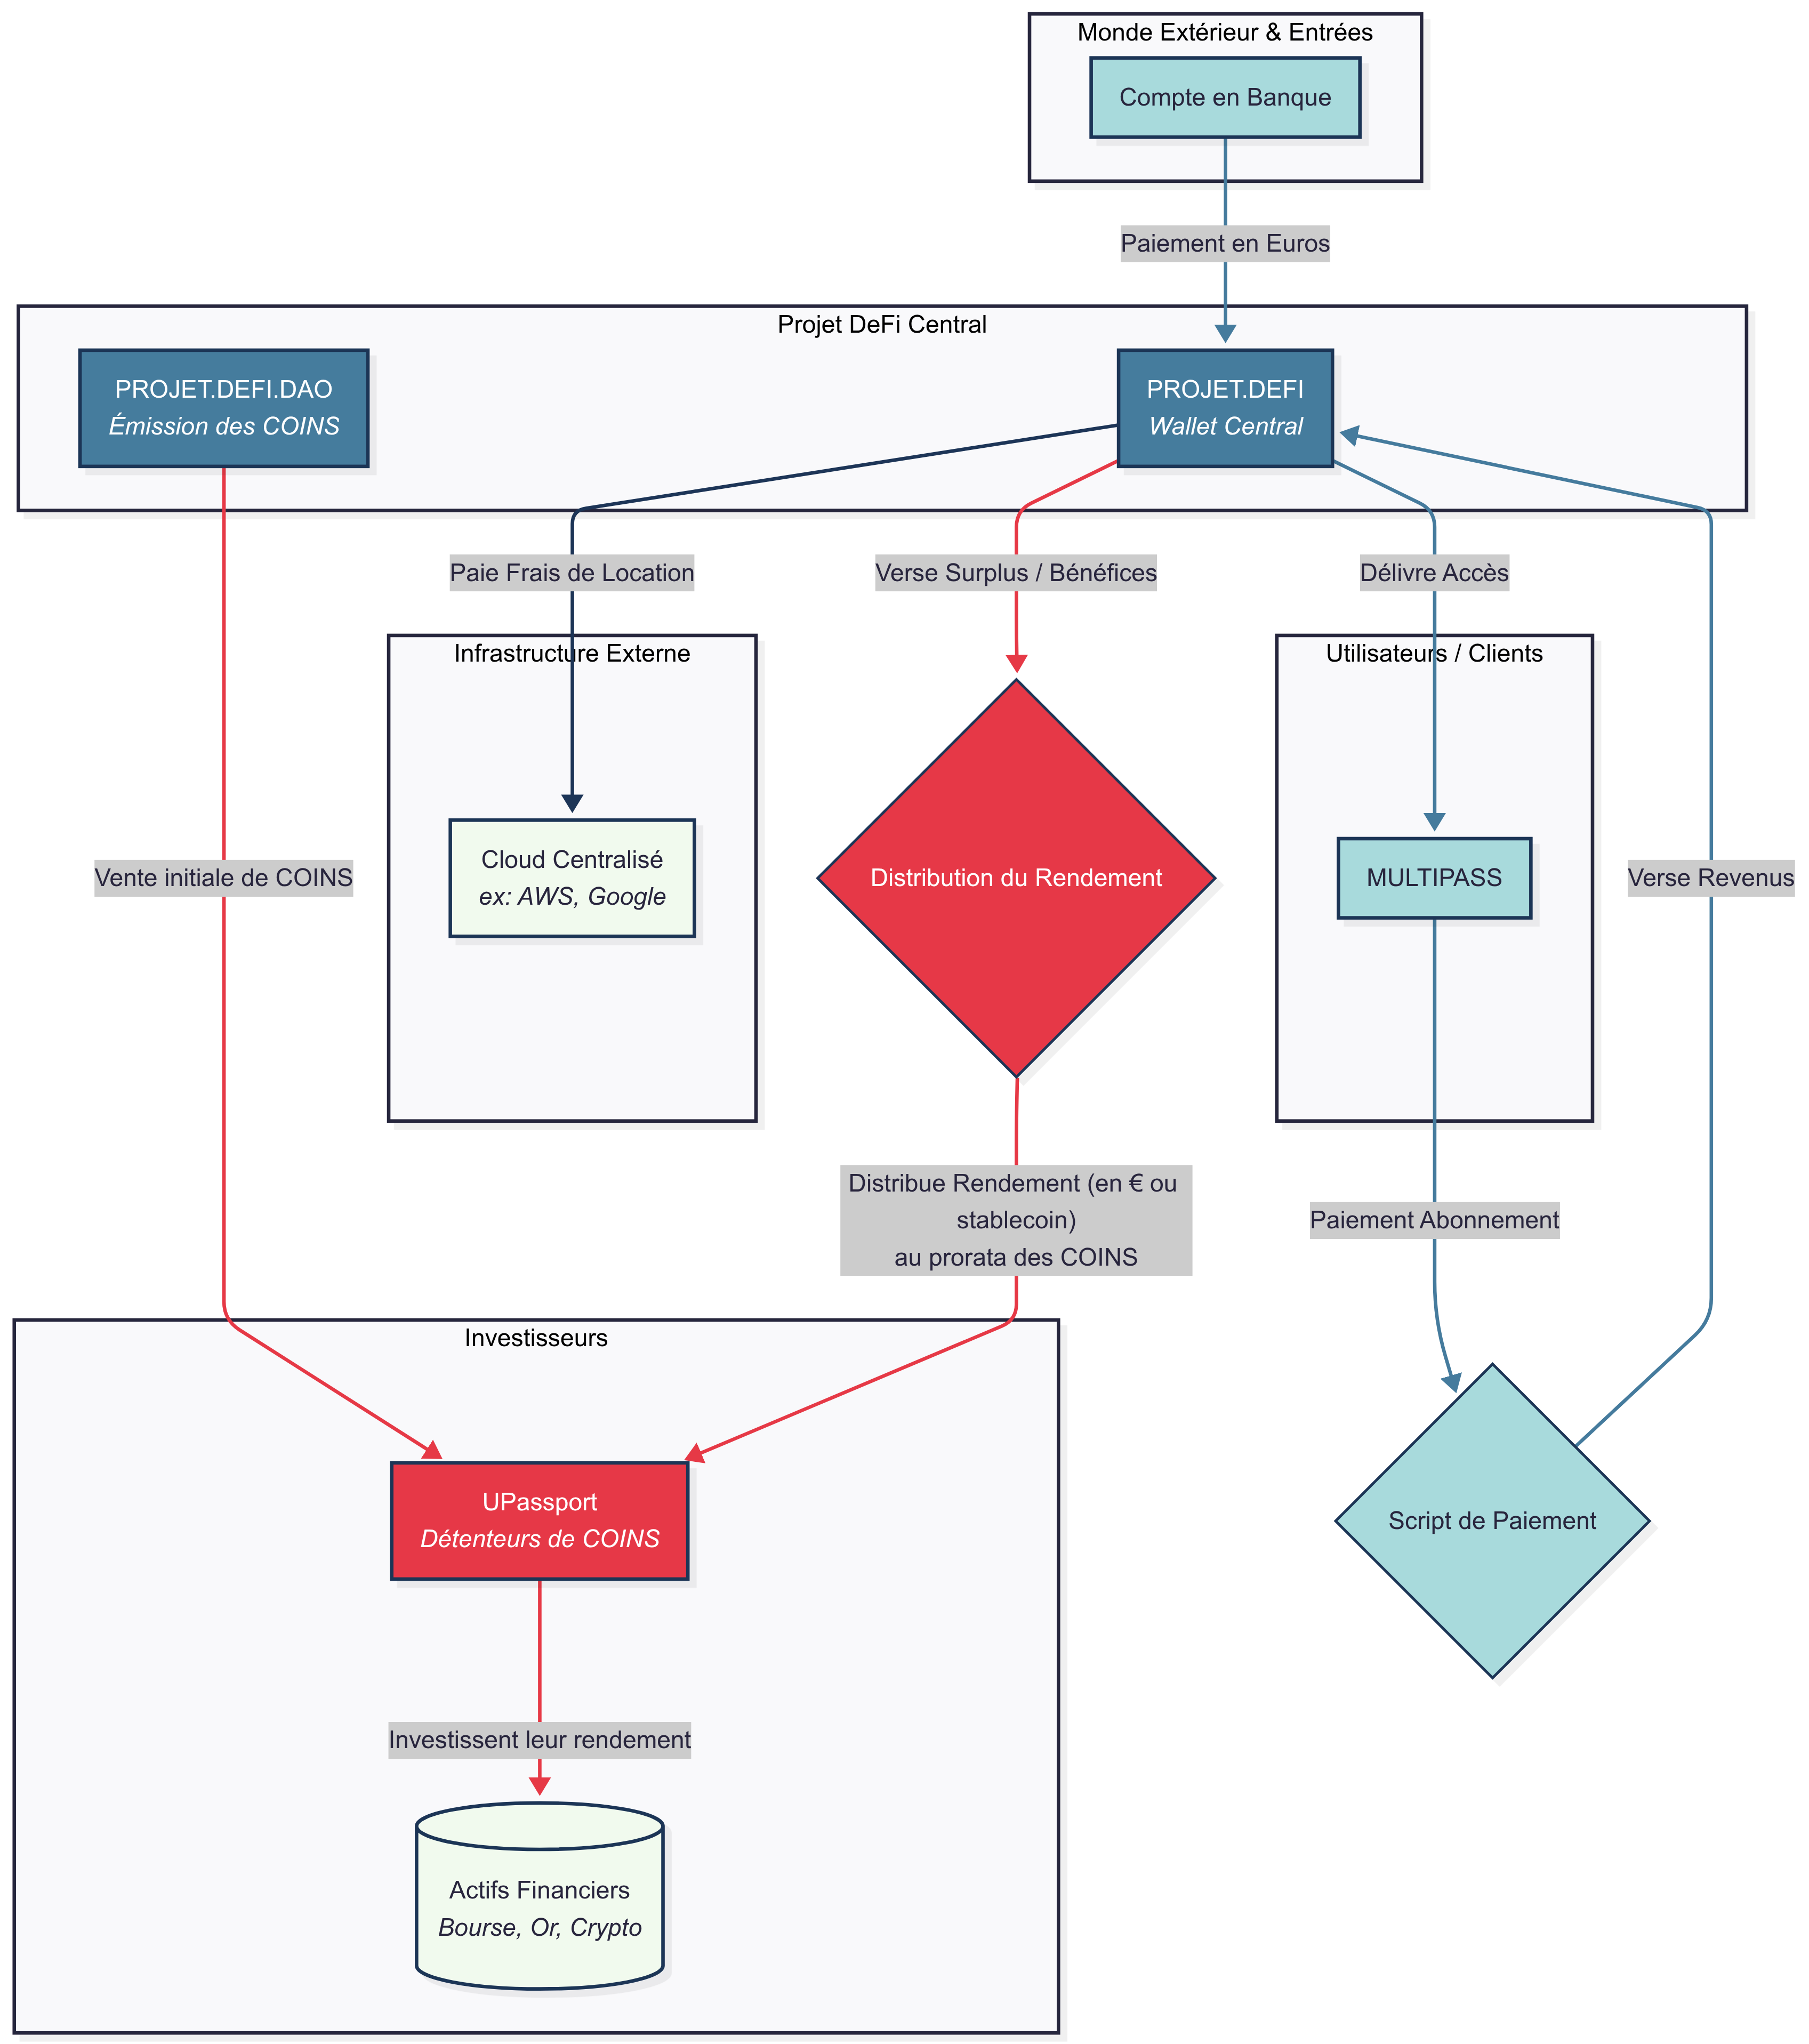 Monde Extérieur & Entrées
Compte en Banque
Paiement en Euros
Projet DeFi Central
PROJET.DEFI.DAO
Émission des COINS
PROJET.DEFI
Wallet Central
Paie Frais de Location
Verse Surplus / Bénéfices
Délivre Accès
Infrastructure Externe
Utilisateurs / Clients
Vente initiale de COINS
Cloud Centralisé
ex: AWS, Google
Distribution du Rendement
MULTIPASS
Verse Revenus
Distribue Rendement (en € ou
stablecoin)
au prorata des COINS
Paiement Abonnement
Investisseurs
UPassport
Détenteurs de COINS
Script de Paiement
Investissent leur rendement
Actifs Financiers
Bourse, Or, Crypto